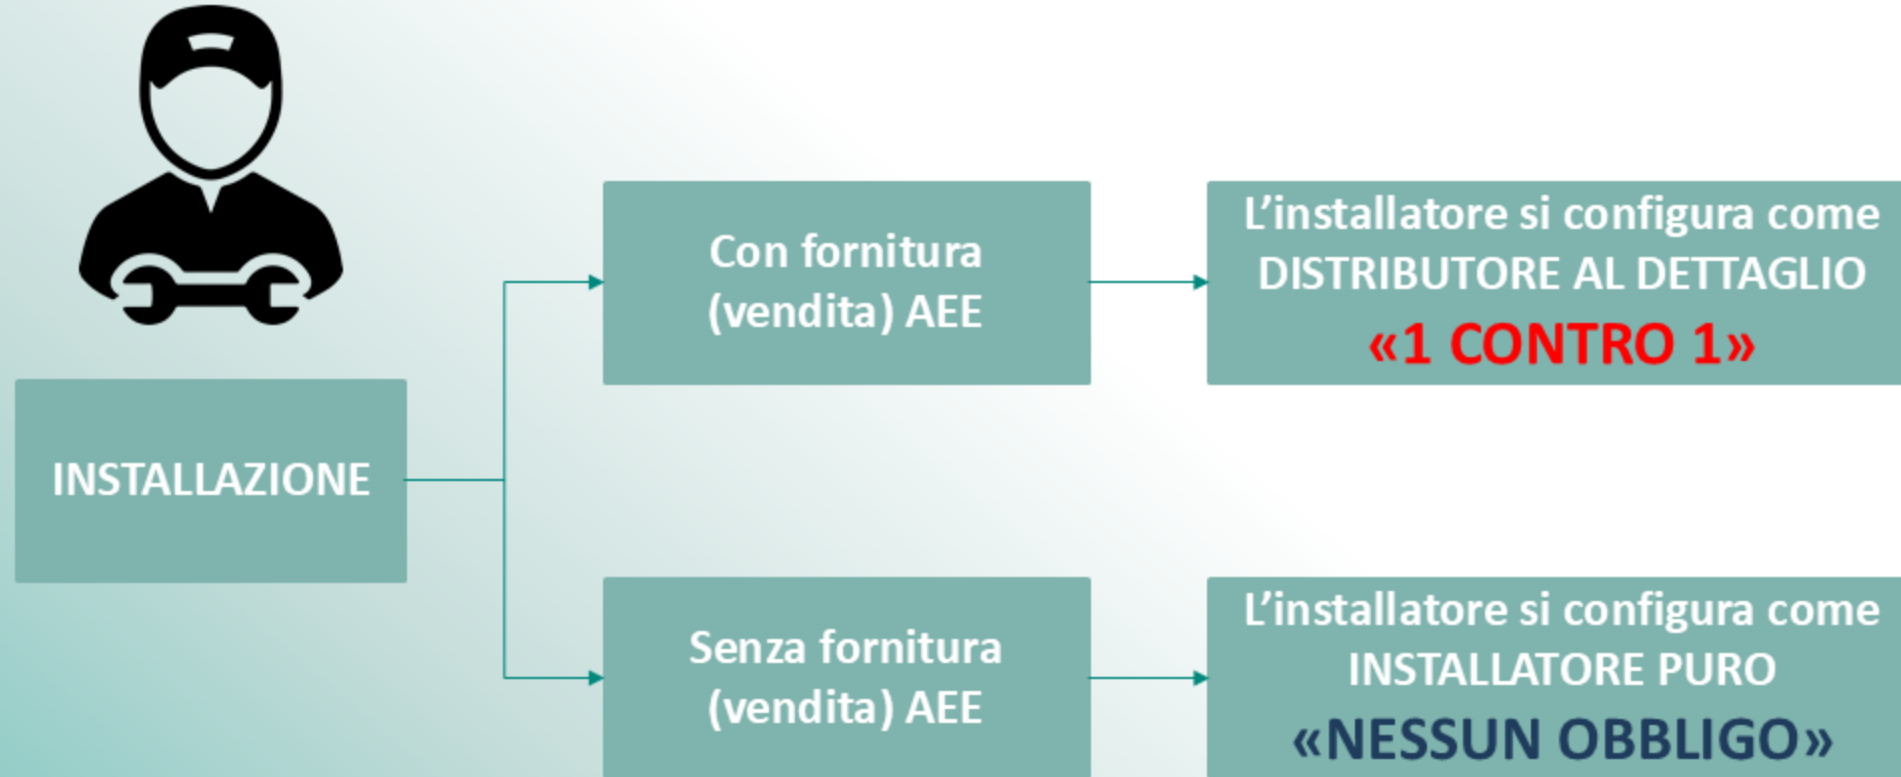 INSTALLAZIONE
Con fornitura
(vendita) AEE
L'installatore si configura come
DISTRIBUTORE AL DETTAGLIO
«1 CONTRO 1»
Senza fornitura
(vendita) AEE
L'installatore si configura come
INSTALLATORE PURO
«NESSUN OBBLIGO»